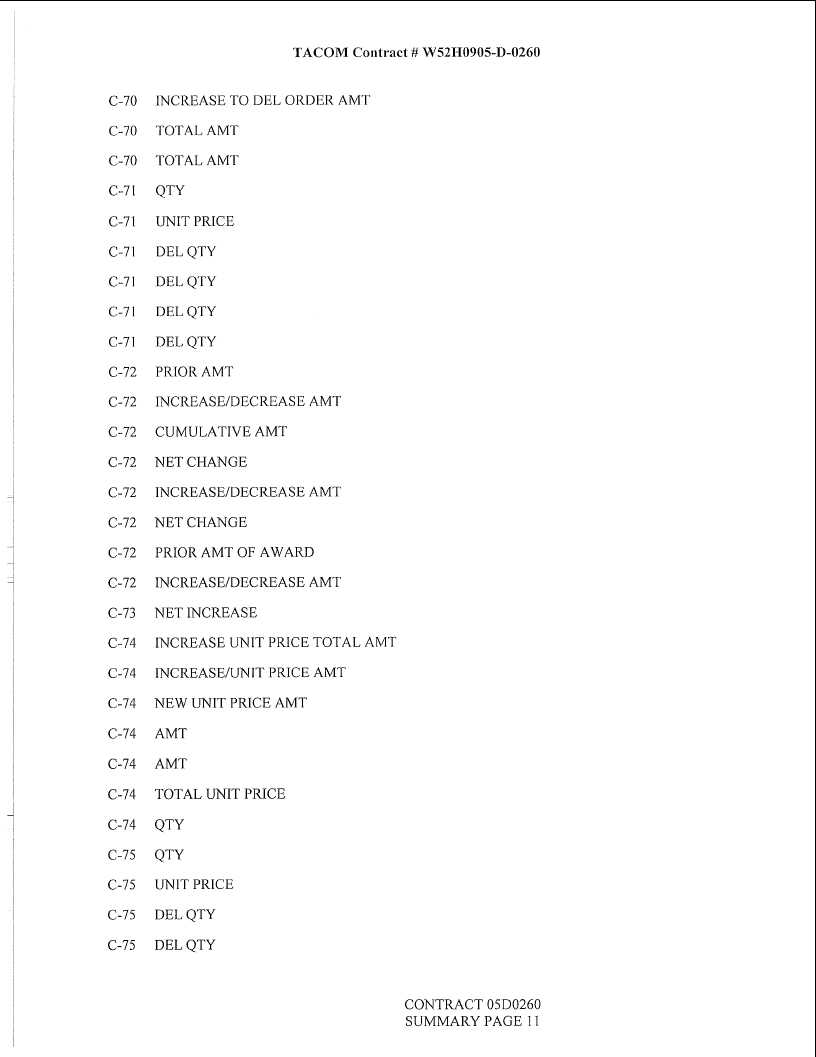 TACOM Contract # W52H0905-D-0260
C-70 INCREASE TO DEL ORDER AMT
C-70 TOTAL AMT
C-70 TOTAL AMT
C-71 QTY
C-71 UNIT PRICE
C-71 DEL QTY
C-71 DEL QTY
C-71 DEL QTY
C-71 DEL QTY
C-72 PRIOR AMT
C-72 INCREASE/DECREASE AMT
C-72 CUMULATIVE AMT
C-72 NET CHANGE
C-72 INCREASE/DECREASE AMT
C-72 NET CHANGE
C-72 PRIOR AMT OF AWARD
C-72 INCREASE/DECREASE AMT
C-73 NET INCREASE
C-74 INCREASE UNIT PRICE TOTAL AMT
C-74 INCREASE/UNIT PRICE AMT
C-74 NEW UNIT PRICE AMT
C-74 AMT
C-74 AMT
C-74 TOTAL UNIT PRICE
C-74 QTY
C-75 QTY
C-75 UNIT PRICE
C-75 DEL QTY
C-75 DEL QTY
CONTRACT 05D0260
SUMMARY PAGE 11